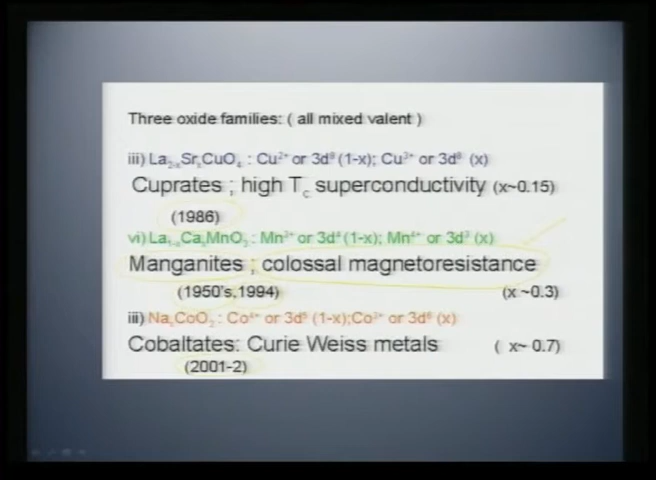 Three oxide families: ( all mixed valent )
iii) La₂₋ₓSrₓCuO₄ : Cu²⁺ or 3d⁹ (1-x); Cu³⁺ or 3d⁸ (x)
Cuprates ; high Tc superconductivity (x~0.15)
(1986)
vi) La₁₋ₓCaₓMnO₃ : Mn³⁺ or 3d⁴ (1-x); Mn⁴⁺ or 3d³ (x)
Manganites ; colossal magnetoresistance
(1950's,1994) (x ~0.3)
iii) NaₓCoO₂ : Co⁴⁺ or 3d⁵ (1-x);Co³⁺ or 3d⁶ (x)
Cobaltates: Curie Weiss metals ( x~ 0.7)
(2001-2)